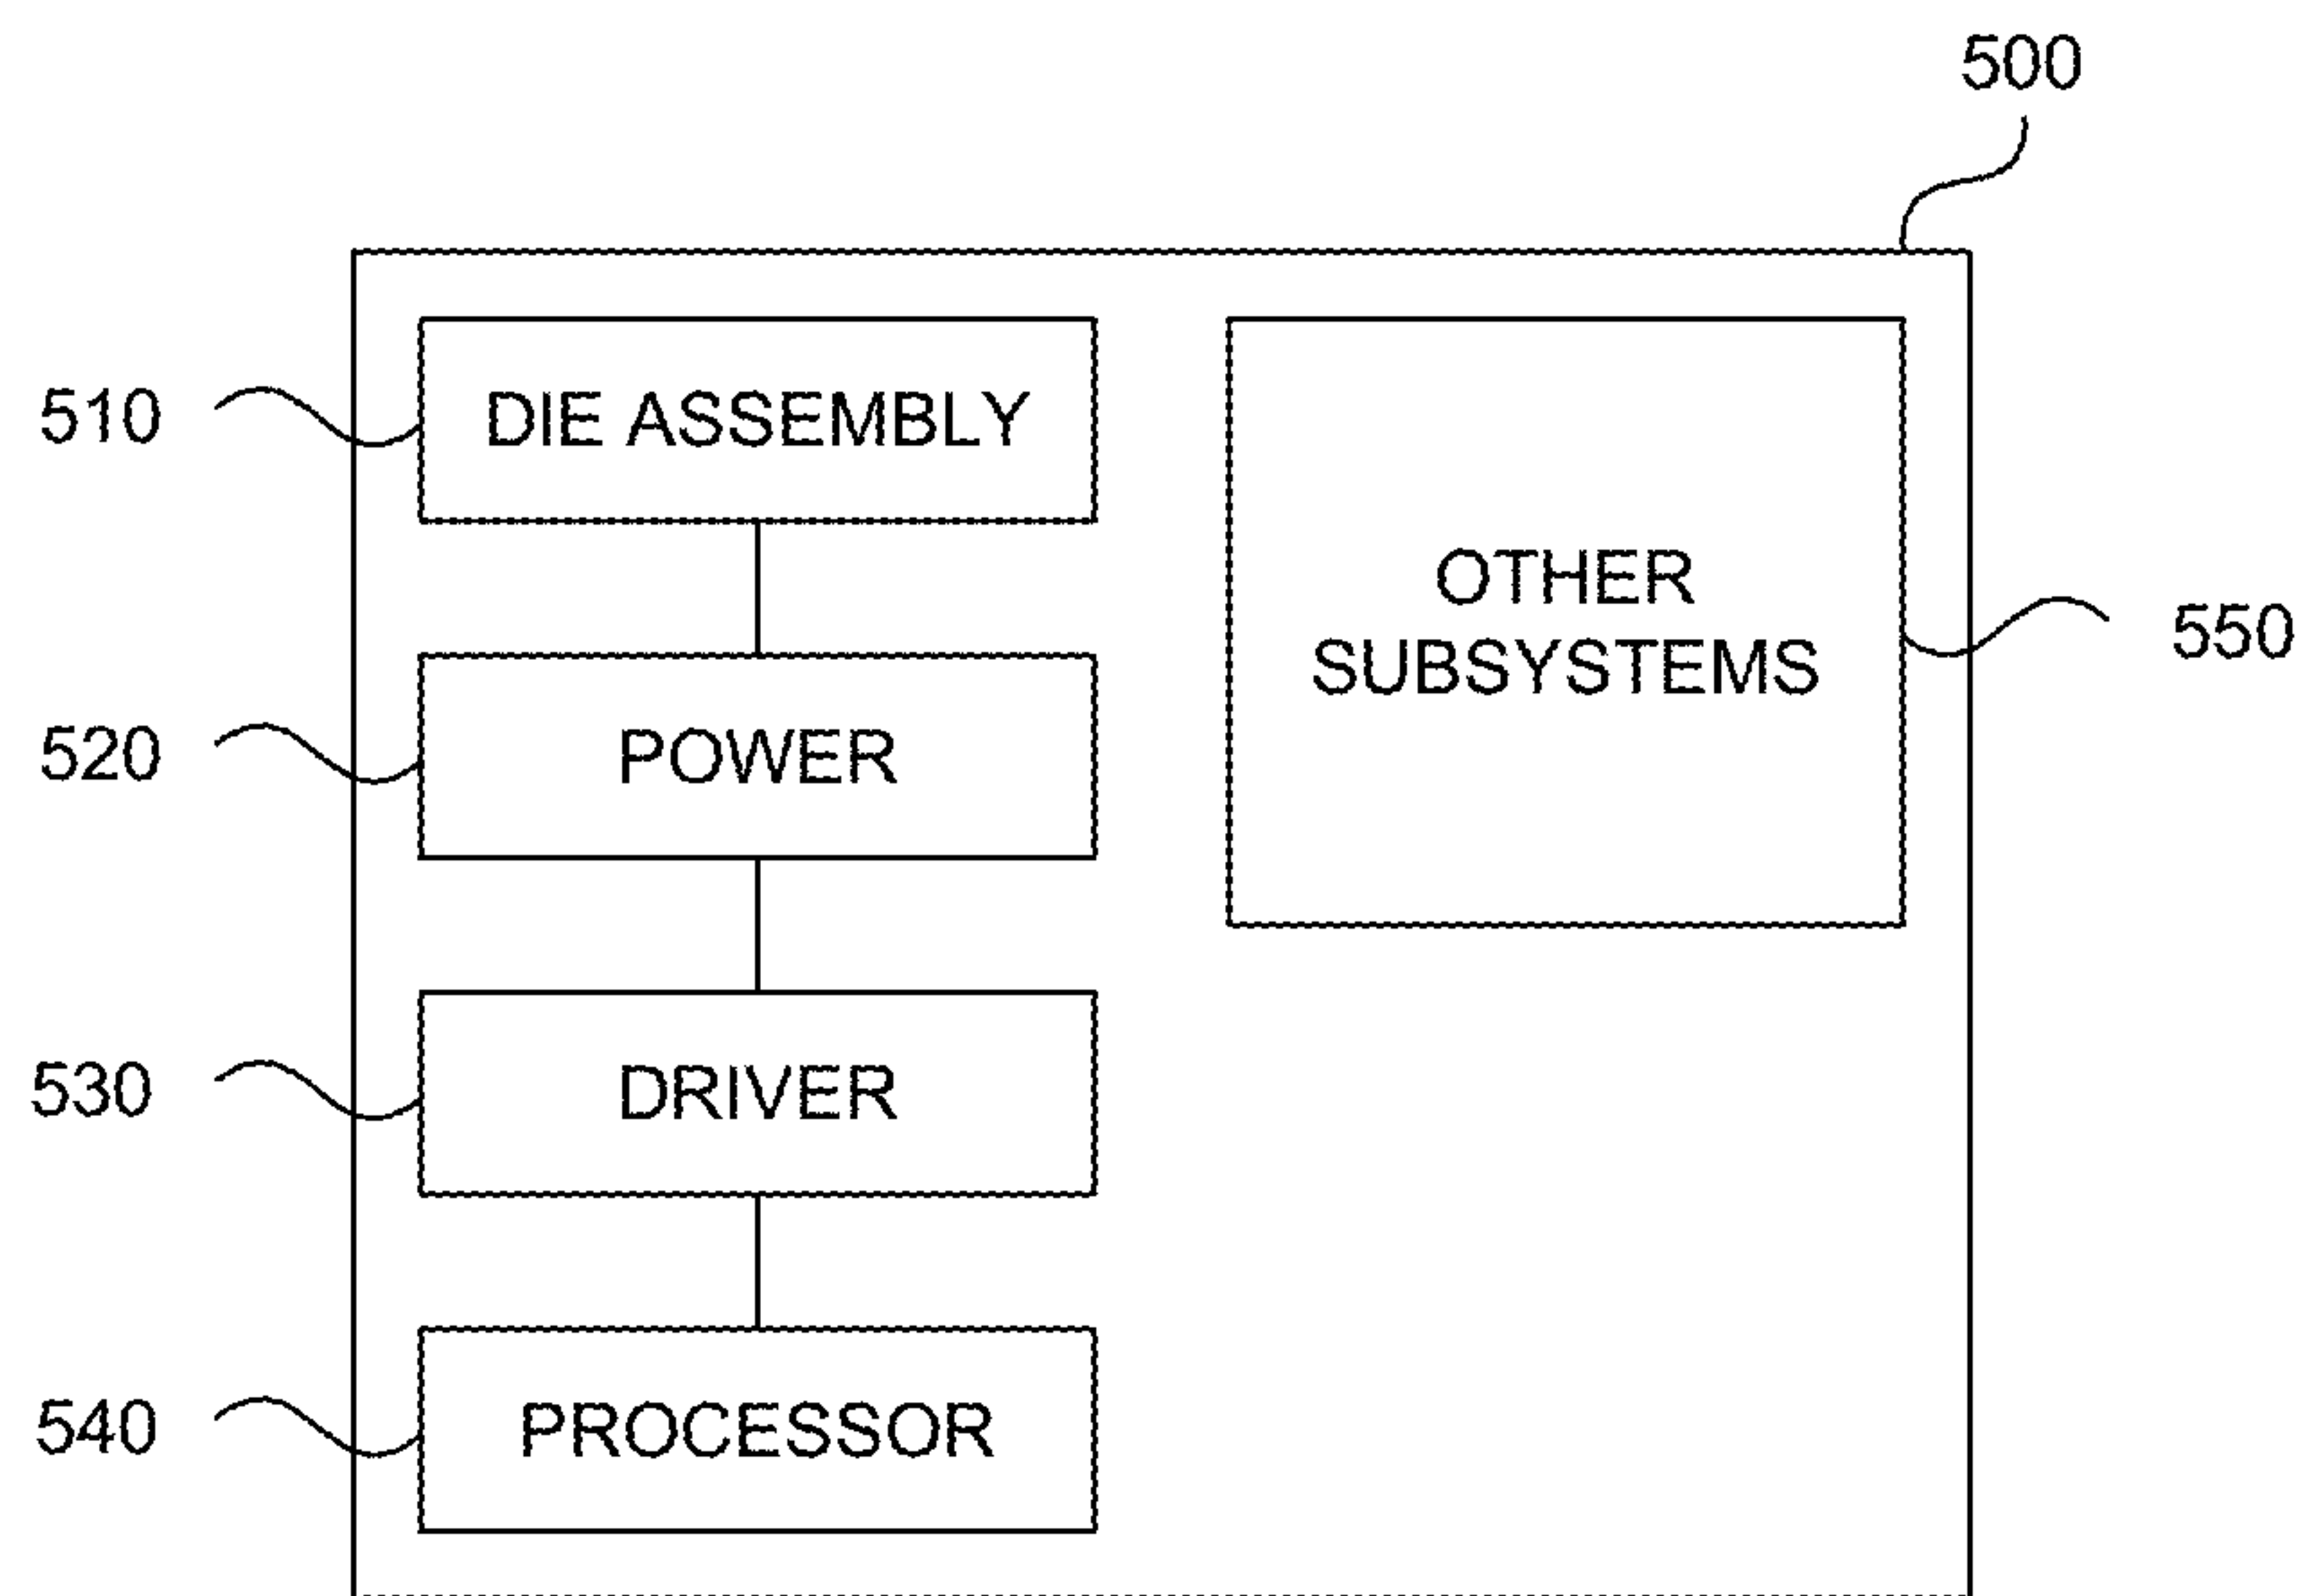 500
510
DIE ASSEMBLY
OTHER
SUBSYSTEMS
550
520
POWER
530
DRIVER
540
PROCESSOR